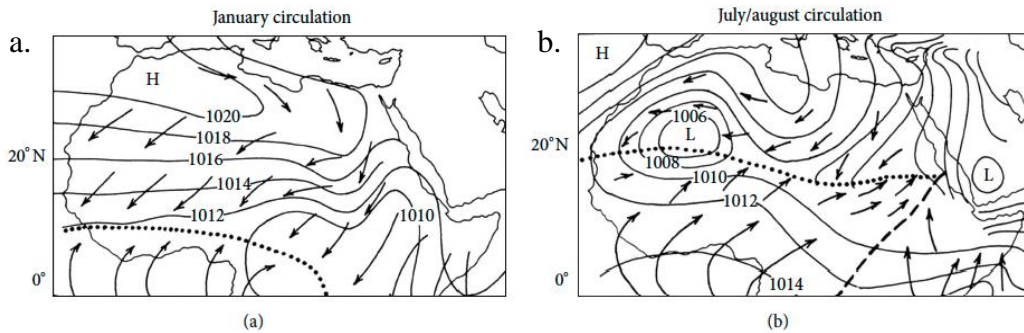 January circulation
a.
H
1020
1018
20°N
1016
1014
1012
1010
0°
(a)
July/august circulation
b.
H
1006
L
20°N
1008
1010
L
1012
0°
1014
(b)